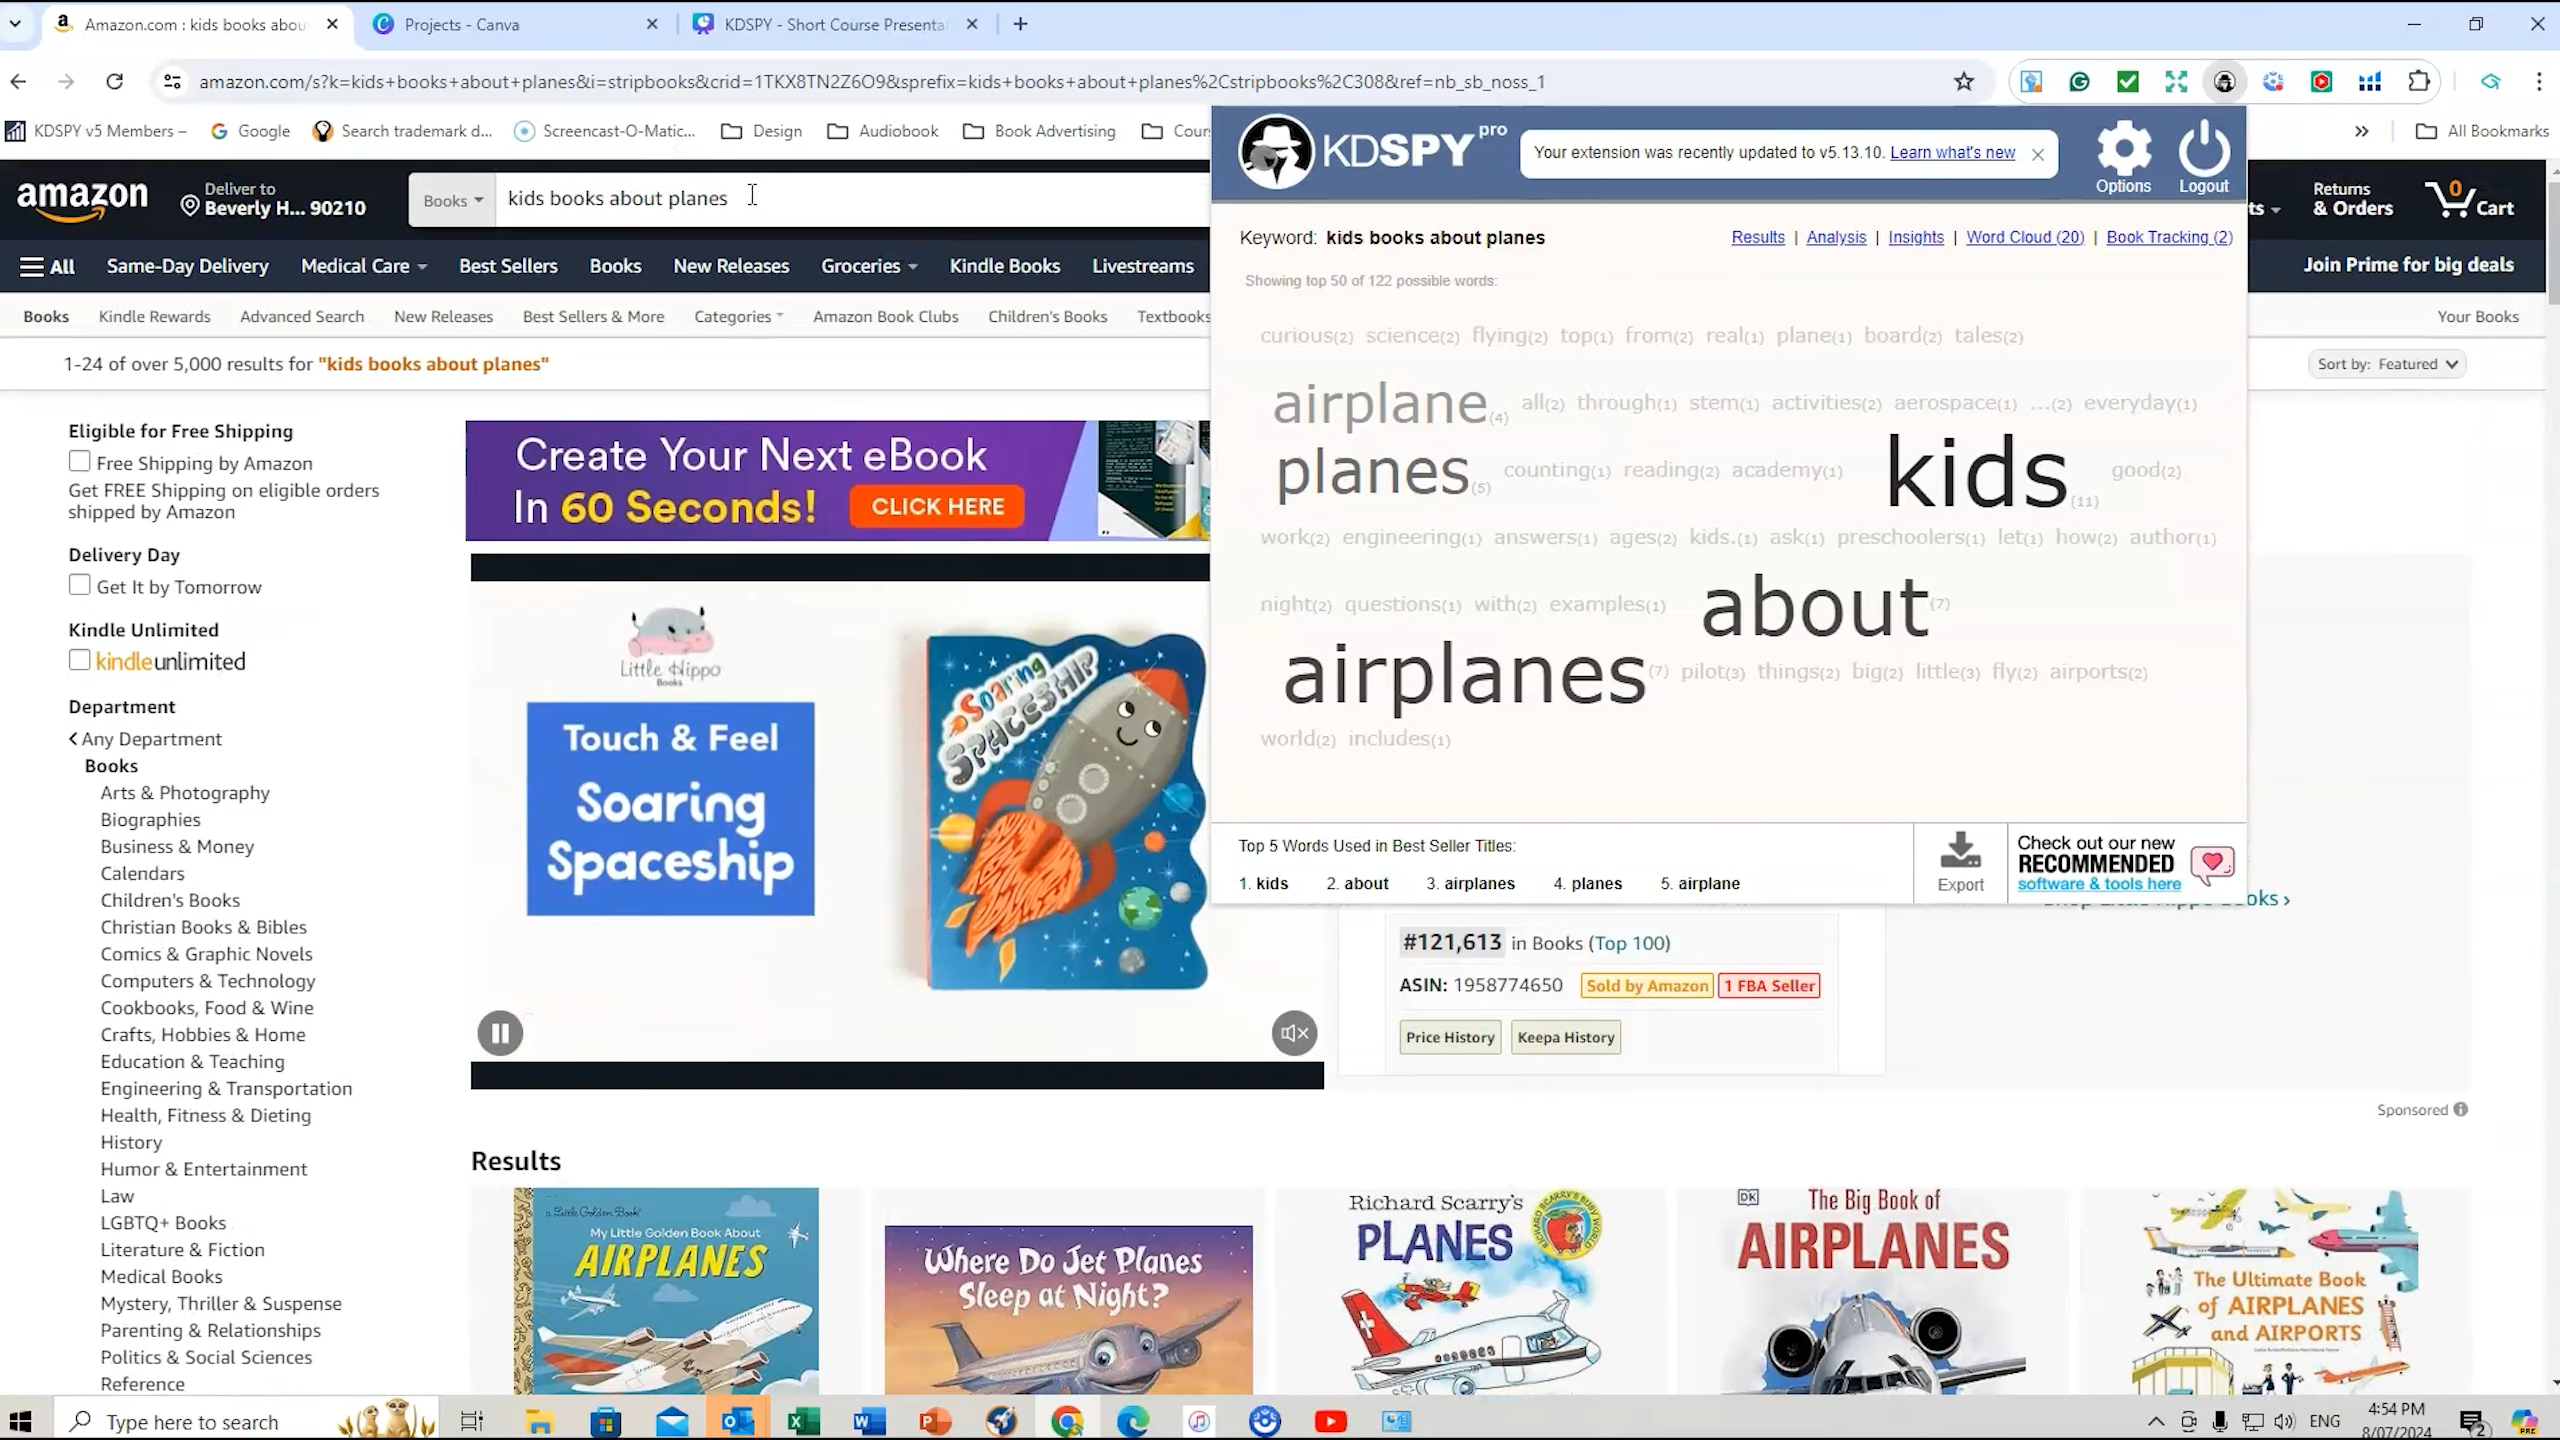 Amazon.com : kids books abou
Projects - Canva
KDSPY - Short Course Presenta
amazon.com/s?k=kids+books+about+planes&i=stripbooks&crid=1TKX8TN2Z6O9&sprefix=kids+books+about+planes%2Cstripbooks%2C308&ref=nb_sb_noss_1
KDSPY v5 Members –
Google
Search trademark d...
Screencast-O-Matic...
Design
Audiobook
Book Advertising
Cour
All Bookmarks
amazon
Deliver to
Beverly H... 90210
Books
kids books about planes
KDSPY pro
Your extension was recently updated to v5.13.10. Learn what's new
Options
Logout
Returns
& Orders
0
Cart
All
Same-Day Delivery
Medical Care
Best Sellers
Books
New Releases
Groceries
Kindle Books
Livestreams
Join Prime for big deals
Books
Kindle Rewards
Advanced Search
New Releases
Best Sellers & More
Categories
Amazon Book Clubs
Children's Books
Textbooks
Your Books
1-24 of over 5,000 results for "kids books about planes"
Sort by: Featured
Keyword: kids books about planes
Results | Analysis | Insights | Word Cloud (20) | Book Tracking (2)
Showing top 50 of 122 possible words:
curious(2) science(2) flying(2) top(1) from(2) real(1) plane(1) board(2) tales(2)
airplane(4) all(2) through(1) stem(1) activities(2) aerospace(1) ...(2) everyday(1)
planes(5) counting(1) reading(2) academy(1) kids(11) good(2)
work(2) engineering(1) answers(1) ages(2) kids.(1) ask(1) preschoolers(1) let(1) how(2) author(1)
night(2) questions(1) with(2) examples(1) about(7)
airplanes(7) pilot(3) things(2) big(2) little(3) fly(2) airports(2)
world(2) includes(1)
Top 5 Words Used in Best Seller Titles:
1. kids 2. about 3. airplanes 4. planes 5. airplane
Export
Check out our new
RECOMMENDED
software & tools here
Eligible for Free Shipping
Free Shipping by Amazon
Get FREE Shipping on eligible orders
shipped by Amazon
Delivery Day
Get It by Tomorrow
Kindle Unlimited
kindleunlimited
Department
Any Department
Books
Arts & Photography
Biographies
Business & Money
Calendars
Children's Books
Christian Books & Bibles
Comics & Graphic Novels
Computers & Technology
Cookbooks, Food & Wine
Crafts, Hobbies & Home
Education & Teaching
Engineering & Transportation
Health, Fitness & Dieting
History
Humor & Entertainment
Law
LGBTQ+ Books
Literature & Fiction
Medical Books
Mystery, Thriller & Suspense
Parenting & Relationships
Politics & Social Sciences
Reference
Create Your Next eBook
In 60 Seconds!
CLICK HERE
Little Hippo
Books
Touch & Feel
Soaring
Spaceship
Soaring
SPACESHIP
#121,613 in Books (Top 100)
ASIN: 1958774650
Sold by Amazon
1 FBA Seller
Price History
Keepa History
Sponsored
Results
a Little Golden Book
My Little Golden Book About
AIRPLANES
Where Do Jet Planes
Sleep at Night?
Richard Scarry's
PLANES
RICHARD SCARRY'S BUSY WORLD
DK
The Big Book of
AIRPLANES
The Ultimate Book
of AIRPLANES
and AIRPORTS
Type here to search
ENG
4:54 PM
8/07/2024
2
PRE